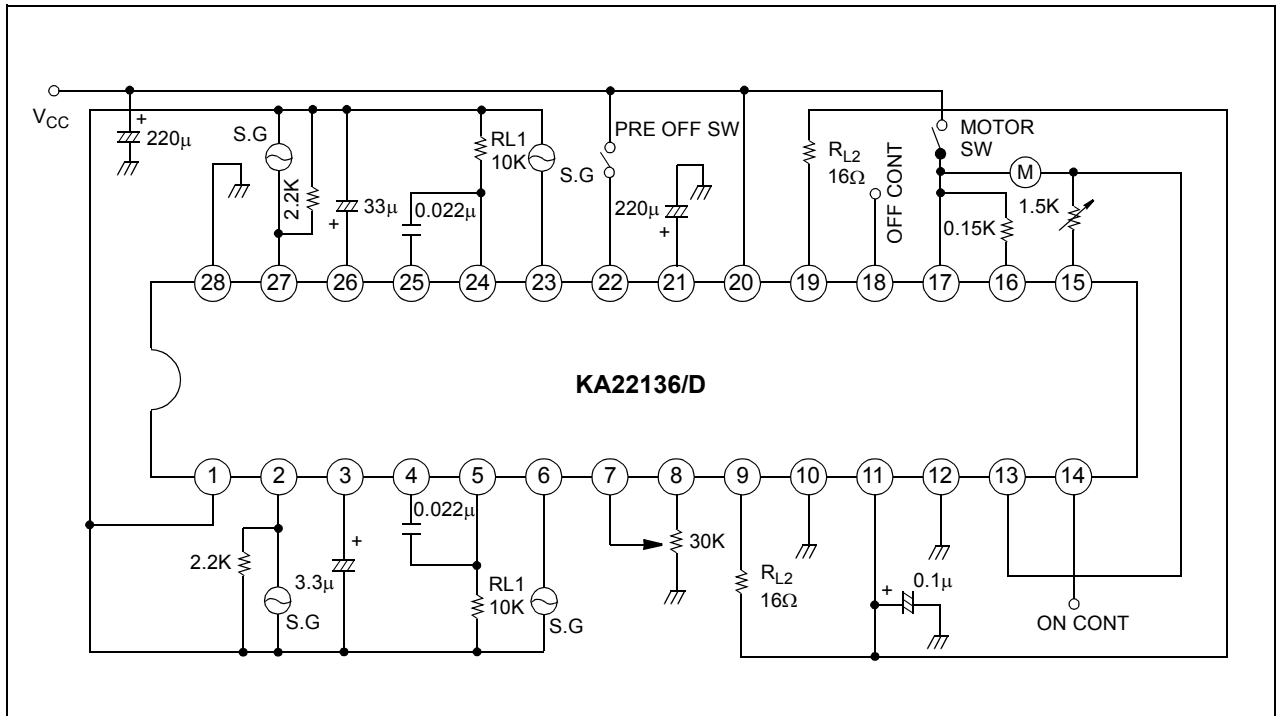 V_CC
+
220μ
S.G
2.2K
33μ
+
0.022μ
RL1
10K
S.G
PRE OFF SW
220μ
+
R_L2
16Ω
OFF CONT
MOTOR
SW
M
0.15K
1.5K
28 27 26 25 24 23 22 21 20 19 18 17 16 15
KA22136/D
1 2 3 4 5 6 7 8 9 10 11 12 13 14
2.2K
S.G
3.3μ
+
0.022μ
RL1
10K
S.G
30K
R_L2
16Ω
+
0.1μ
ON CONT